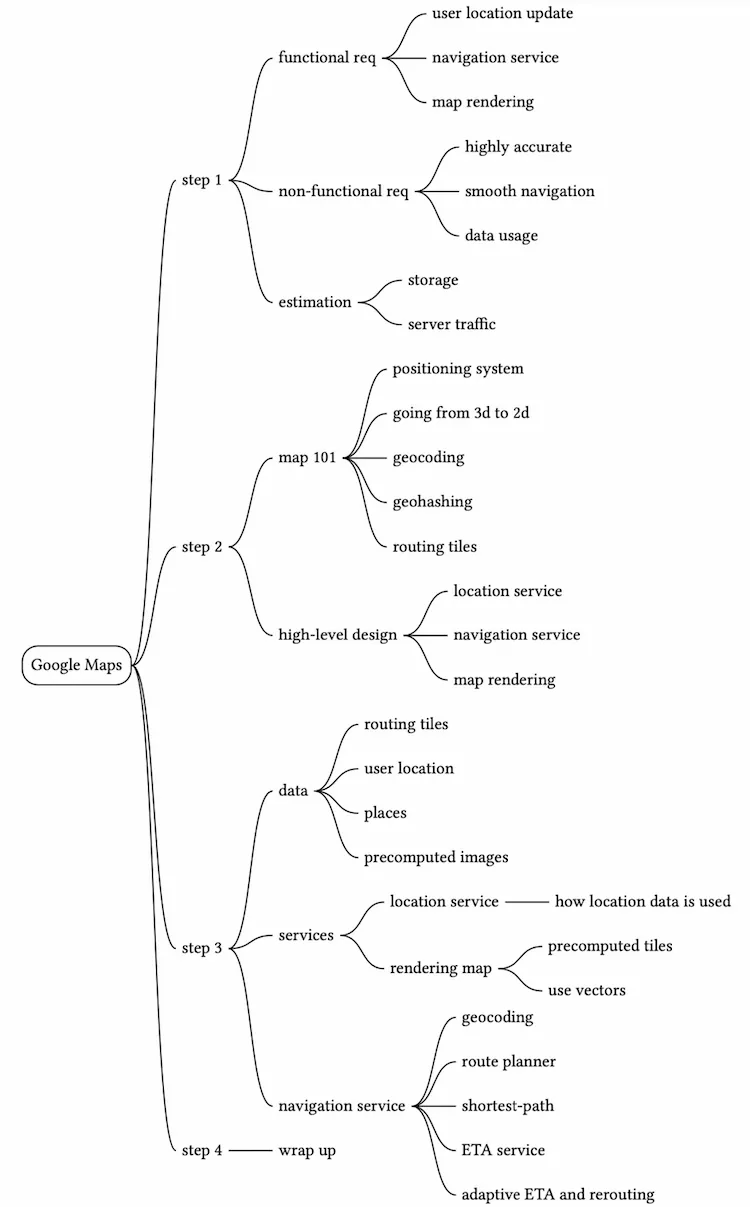 Google Maps
step 1
functional req
user location update
navigation service
map rendering
non-functional req
highly accurate
smooth navigation
data usage
estimation
storage
server traffic
step 2
map 101
positioning system
going from 3d to 2d
geocoding
geohashing
routing tiles
high-level design
location service
navigation service
map rendering
step 3
data
routing tiles
user location
places
precomputed images
services
location service
how location data is used
rendering map
precomputed tiles
use vectors
navigation service
geocoding
route planner
shortest-path
ETA service
adaptive ETA and rerouting
step 4
wrap up